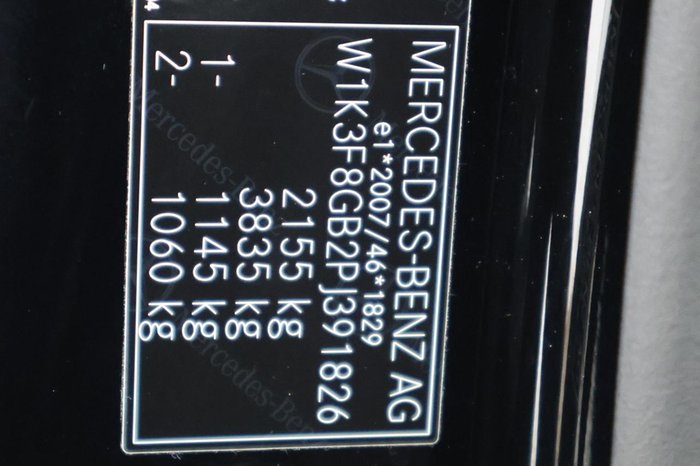 MERCEDES-BENZ AG
e1*2007/46*1829
W1K3F8GB2PJ391826
2155 kg
3835 kg
1- 1145 kg
2- 1060 kg